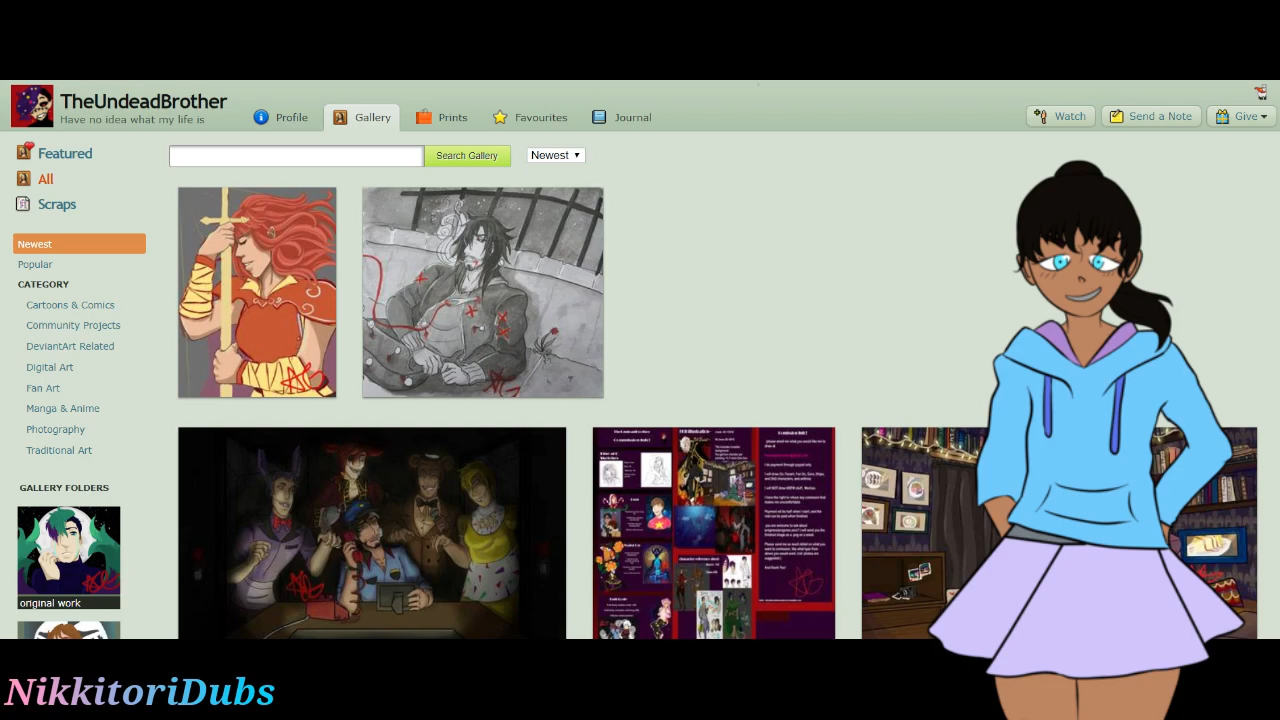 TheUndeadBrother
Have no idea what my life is
Profile
Gallery
Prints
Favourites
Journal
Watch
Send a Note
Give
Featured
All
Scraps
Search Gallery
Newest
Newest
Popular
CATEGORY
Cartoons & Comics
Community Projects
DeviantArt Related
Digital Art
Fan Art
Manga & Anime
Photography
Traditional Art
GALLERY FOLDERS
original work
NikkitoriDubs